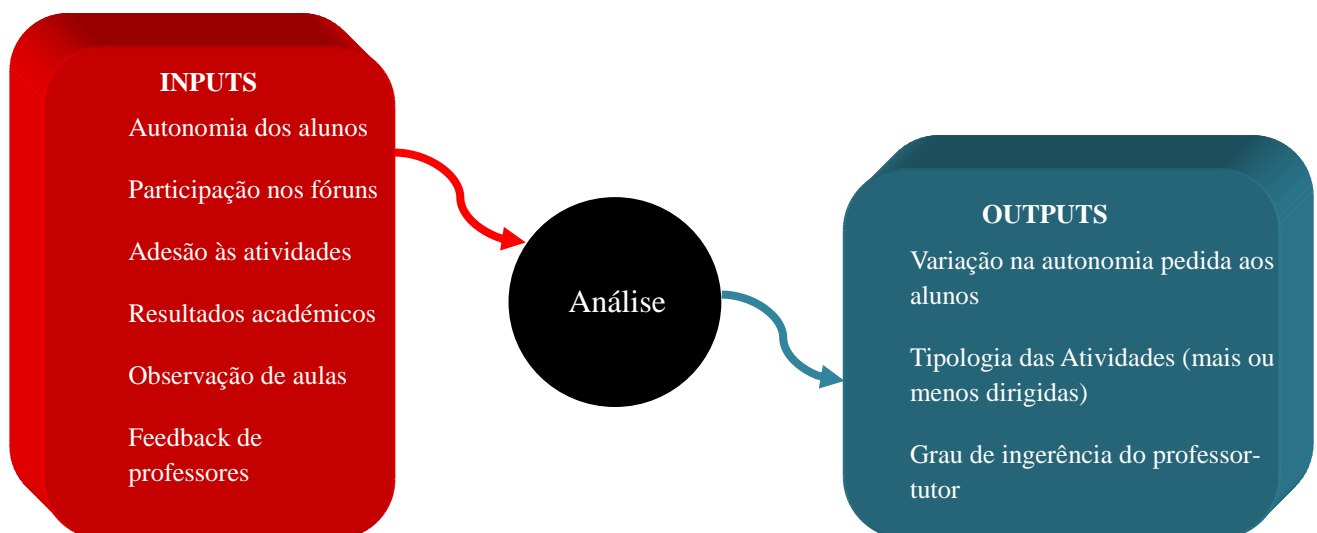 INPUTS
Autonomia dos alunos
Participação nos fóruns
Adesão às atividades
Resultados académicos
Observação de aulas
Feedback de
professores
Análise
OUTPUTS
Variação na autonomia pedida aos
alunos
Tipologia das Atividades (mais ou
menos dirigidas)
Grau de ingerência do professor-
tutor